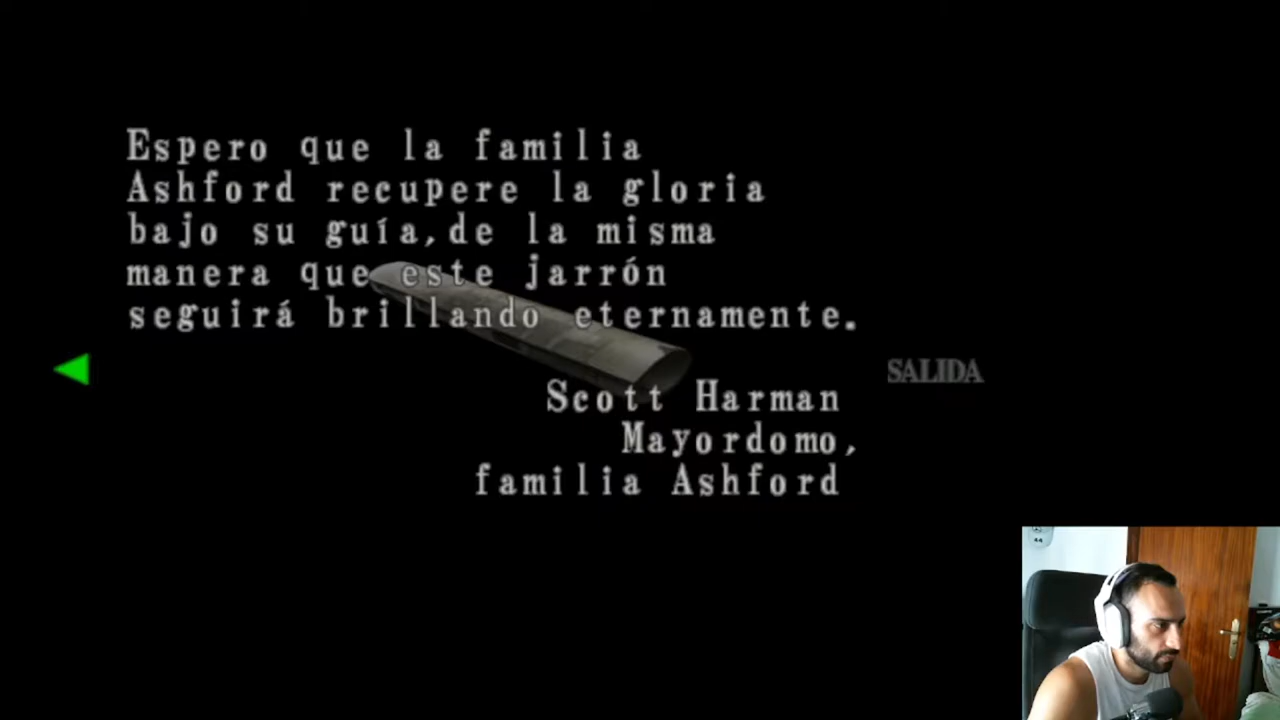 Espero que la familia
Ashford recupere la gloria
bajo su guía,de la misma
manera que este jarrón
seguirá brillando eternamente.
SALIDA
Scott Harman
Mayordomo,
familia Ashford